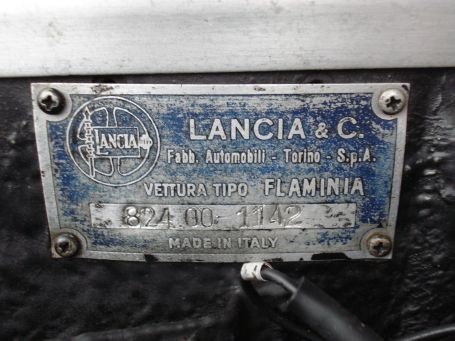 LANCIA
LANCIA & C.
Fabb. Automobili - Torino - S.p.A.
VETTURA TIPO FLAMINIA
824.00-1142
MADE IN ITALY